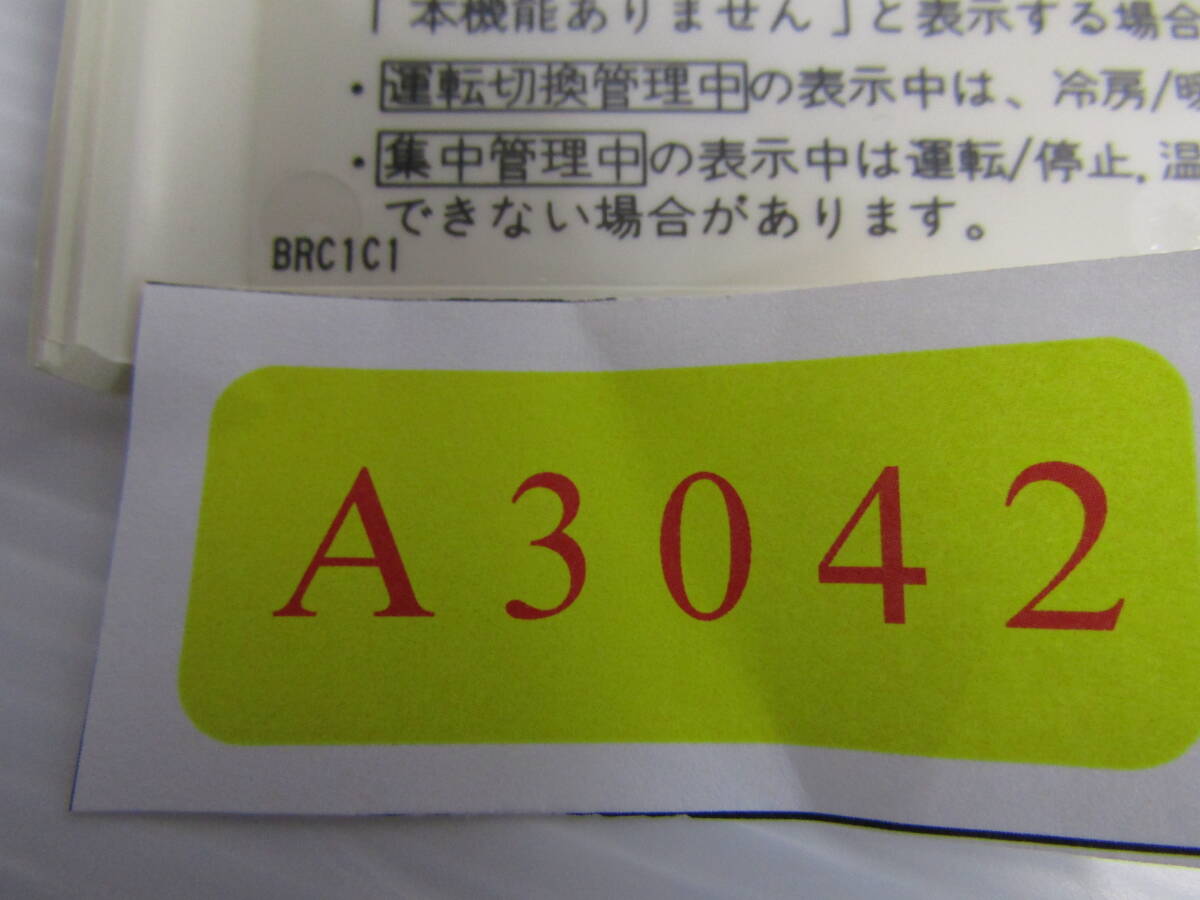 「本機能ありません」と表示する場合
・運転切換管理中の表示中は、冷房/暖
・集中管理中の表示中は運転/停止,温
できない場合があります。
BRC1C1
A3042